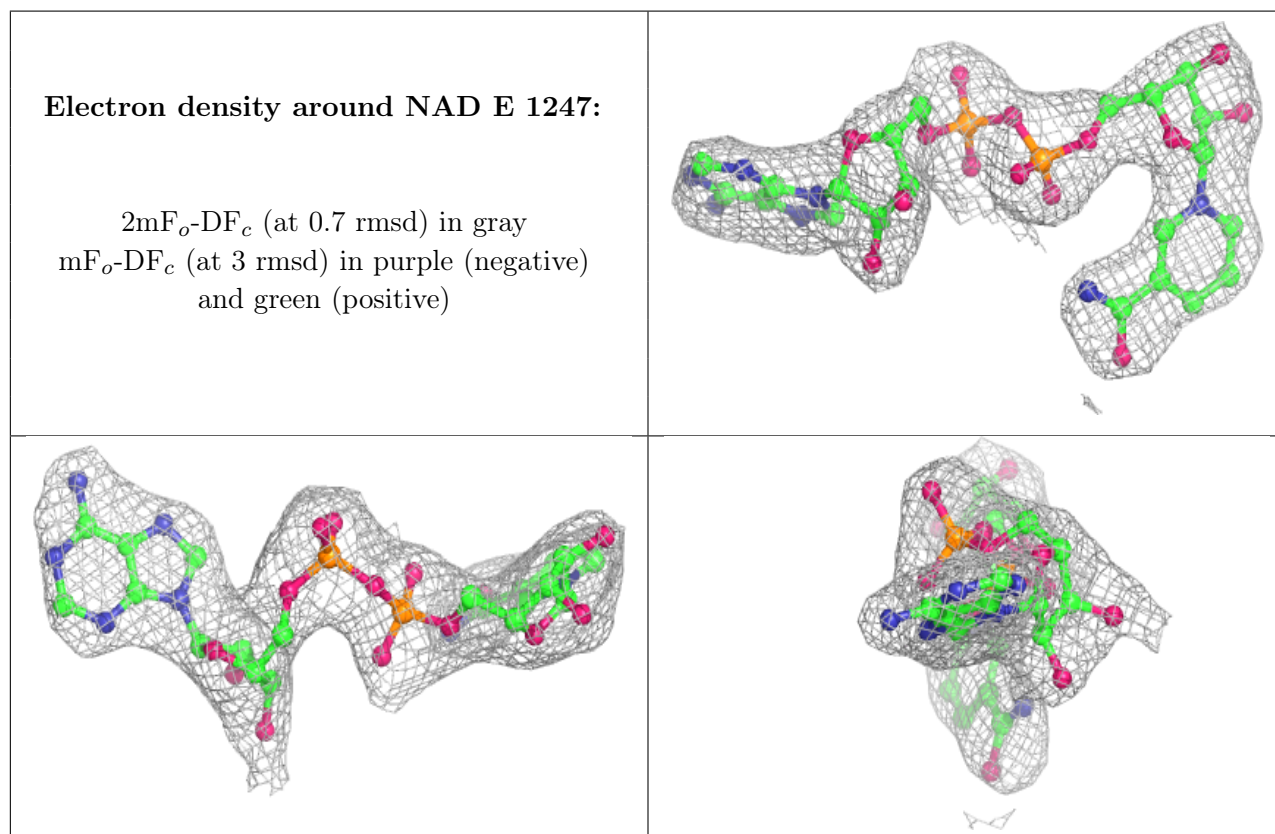 Electron density around NAD E 1247:
2mFo-DFc (at 0.7 rmsd) in gray
mFo-DFc (at 3 rmsd) in purple (negative)
and green (positive)